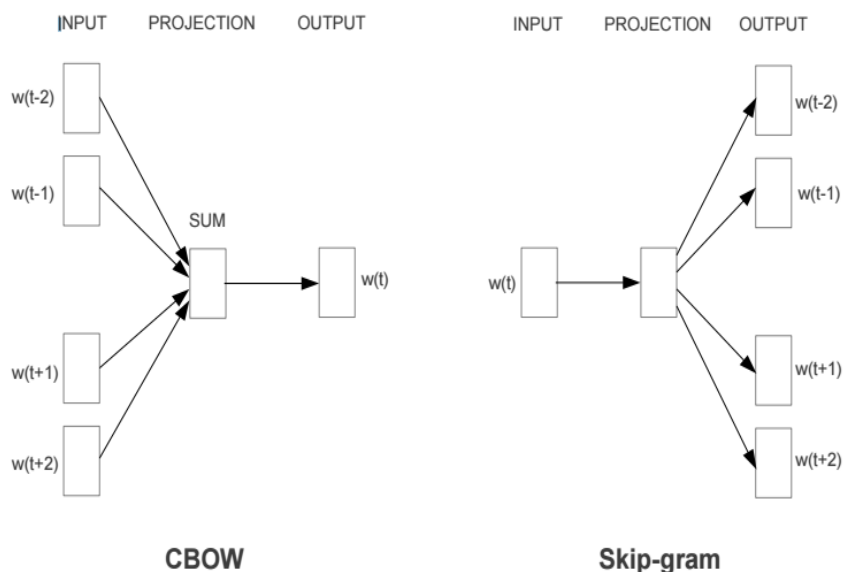 INPUT PROJECTION OUTPUT
w(t-2)
w(t-1)
SUM
w(t)
w(t+1)
w(t+2)
CBOW
INPUT PROJECTION OUTPUT
w(t-2)
w(t-1)
w(t)
w(t+1)
w(t+2)
Skip-gram